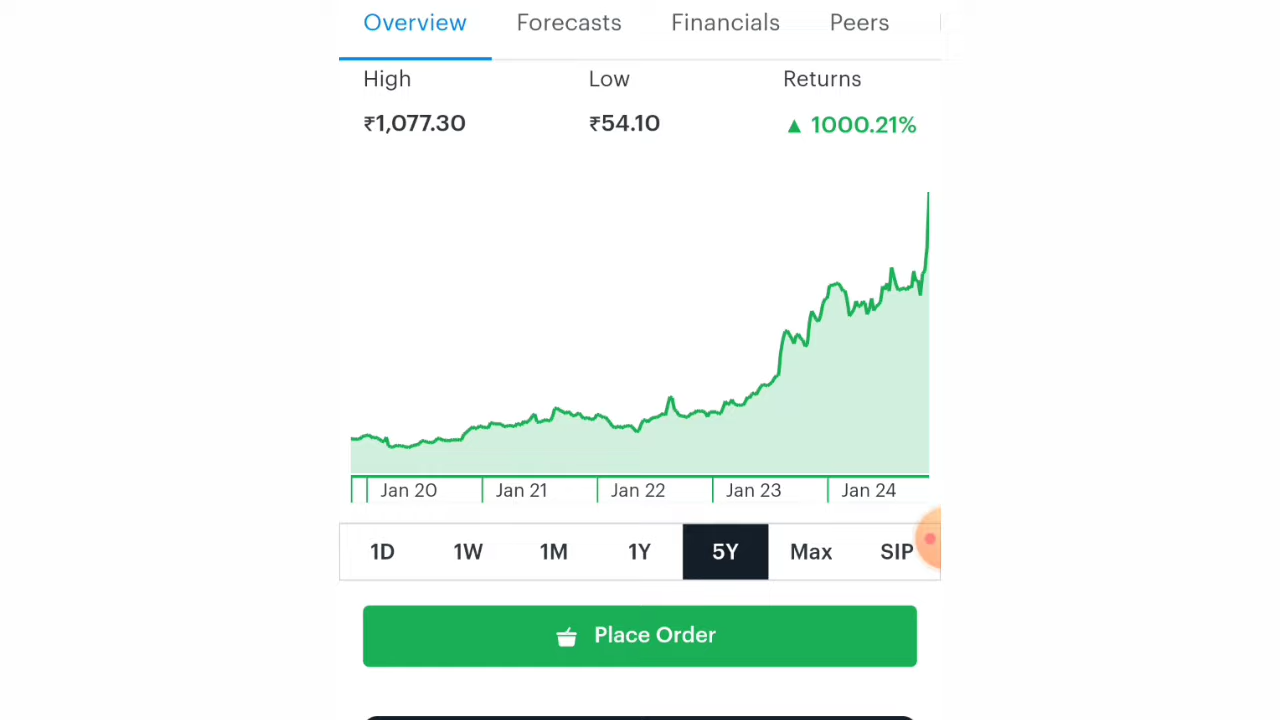 Overview Forecasts Financials Peers
High Low Returns
₹1,077.30 ₹54.10 ▲ 1000.21%
Jan 20 Jan 21 Jan 22 Jan 23 Jan 24
1D 1W 1M 1Y 5Y Max SIP
Place Order